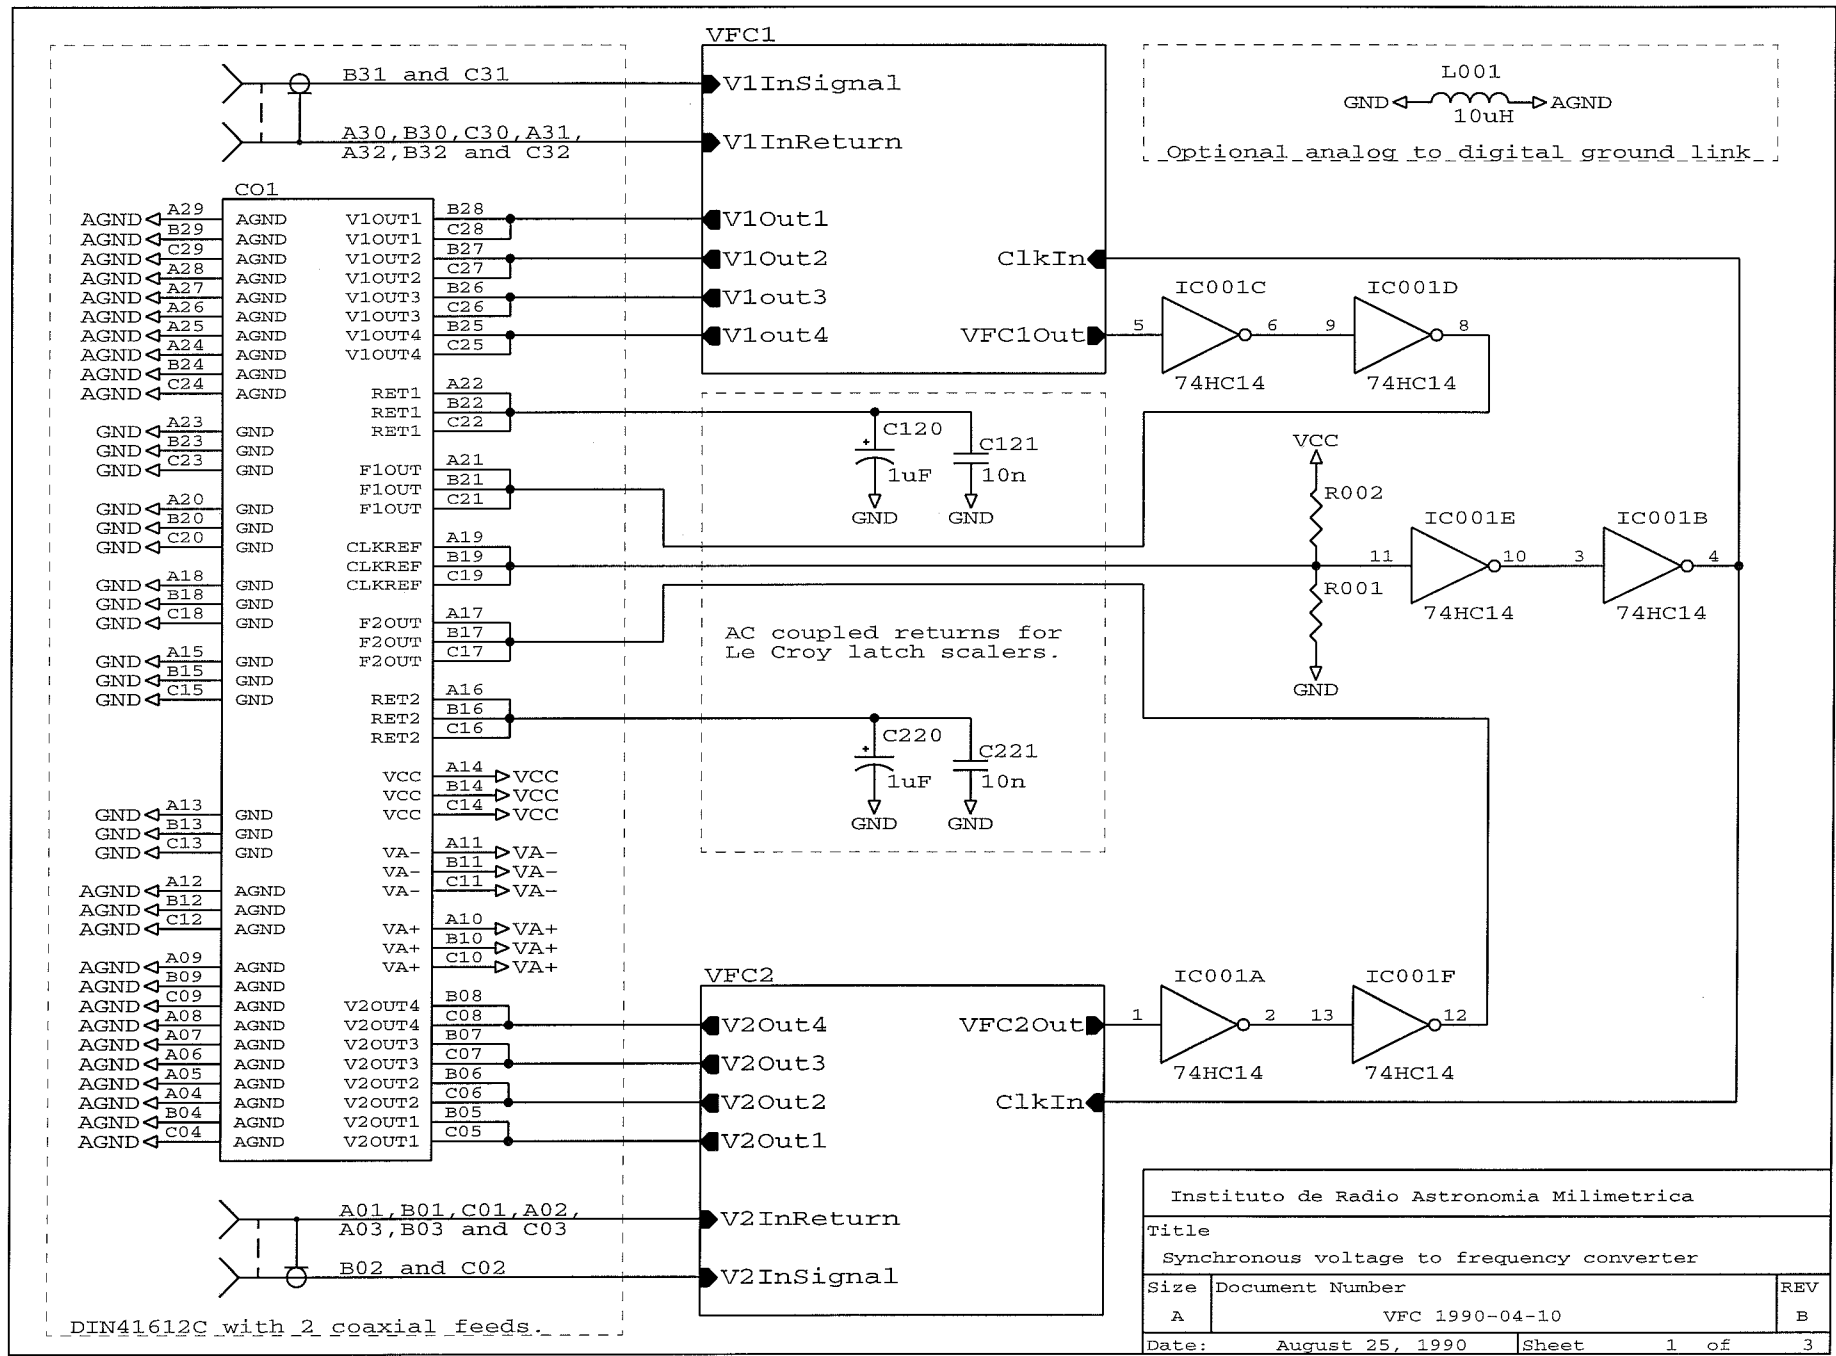 VFC1
B31 and C31
V1InSignal
A30,B30,C30,A31,
A32,B32 and C32
V1InReturn
L001
GND AGND
10uH
Optional analog to digital ground link
CO1
AGND A29 AGND V1OUT1 B28 V1Out1
AGND B29 AGND V1OUT1 C28
AGND C29 AGND V1OUT2 B27 V1Out2 ClkIn
AGND A28 AGND V1OUT2 C27
AGND A27 AGND V1OUT3 B26 V1out3
AGND A26 AGND V1OUT3 C26
AGND A25 AGND V1OUT4 B25 V1out4 VFC1Out
AGND A24 AGND V1OUT4 C25
AGND B24 AGND
AGND C24 AGND RET1 A22
RET1 B22
GND A23 GND RET1 C22
GND B23 GND
GND C23 GND F1OUT A21
F1OUT B21
GND A20 GND F1OUT C21
GND B20 GND
GND C20 GND CLKREF A19
CLKREF B19
GND A18 GND CLKREF C19
GND B18 GND
GND C18 GND F2OUT A17
F2OUT B17
GND A15 GND F2OUT C17
GND B15 GND
GND C15 GND RET2 A16
RET2 B16
RET2 C16
VCC A14 VCC
VCC B14 VCC
GND A13 GND VCC C14 VCC
GND B13 GND
GND C13 GND VA- A11 VA-
VA- B11 VA-
AGND A12 AGND VA- C11 VA-
AGND B12 AGND
AGND C12 AGND VA+ A10 VA+
VA+ B10 VA+
AGND A09 AGND VA+ C10 VA+
AGND B09 AGND
AGND C09 AGND V2OUT4 B08
AGND A08 AGND V2OUT4 C08
AGND A07 AGND V2OUT3 B07
AGND A06 AGND V2OUT3 C07
AGND A05 AGND V2OUT2 B06
AGND A04 AGND V2OUT2 C06
AGND B04 AGND V2OUT1 B05
AGND C04 AGND V2OUT1 C05
IC001C IC001D
5 6 9 8
74HC14 74HC14
+ C120 C121
1uF 10n
GND GND
VCC
R002
IC001E IC001B
11 10 3 4
R001
74HC14 74HC14
GND
AC coupled returns for
Le Croy latch scalers.
+ C220 C221
1uF 10n
GND GND
VFC2
IC001A IC001F
V2Out4 VFC2Out 1 2 13 12
V2Out3
74HC14 74HC14
V2Out2 ClkIn
V2Out1
A01,B01,C01,A02,
A03,B03 and C03
V2InReturn
B02 and C02
V2InSignal
DIN41612C with 2 coaxial feeds.
Instituto de Radio Astronomia Milimetrica
Title
Synchronous voltage to frequency converter
Size Document Number REV
A VFC 1990-04-10 B
Date: August 25, 1990 Sheet 1 of 3